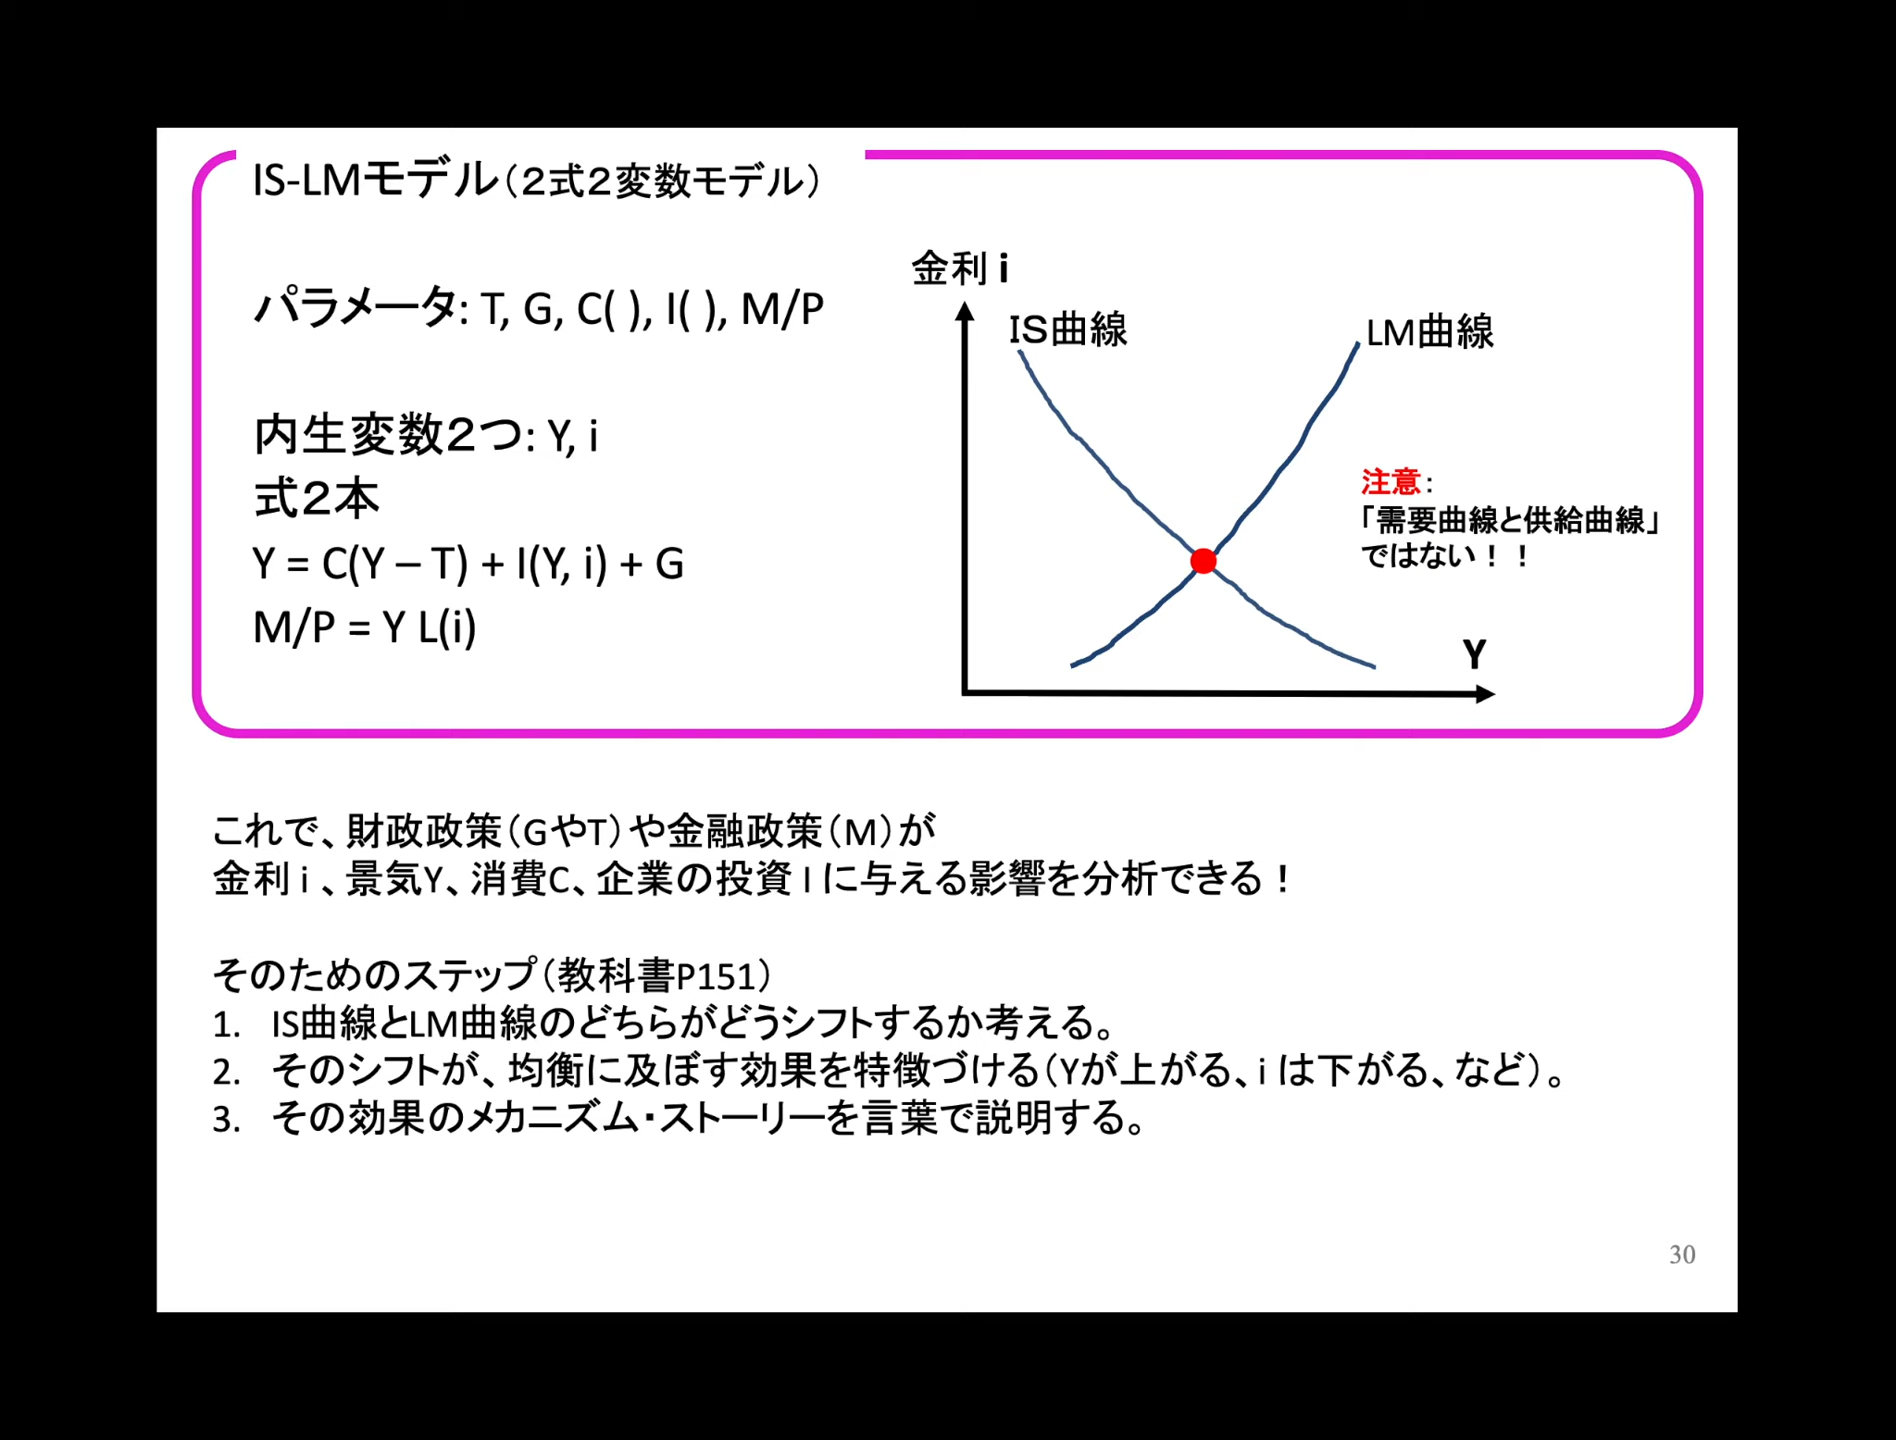 IS-LMモデル（２式２変数モデル）
パラメータ: T, G, C( ), I( ), M/P
内生変数２つ: Y, i
式２本
Y = C(Y – T) + I(Y, i) + G
M/P = Y L(i)
金利 i
IS曲線
LM曲線
注意：
「需要曲線と供給曲線」
ではない！！
Y
これで、財政政策（GやT）や金融政策（M）が
金利 i 、景気Y、消費C、企業の投資 I に与える影響を分析できる！
そのためのステップ（教科書P151）
1. IS曲線とLM曲線のどちらがどうシフトするか考える。
2. そのシフトが、均衡に及ぼす効果を特徴づける（Yが上がる、i は下がる、など）。
3. その効果のメカニズム・ストーリーを言葉で説明する。
30